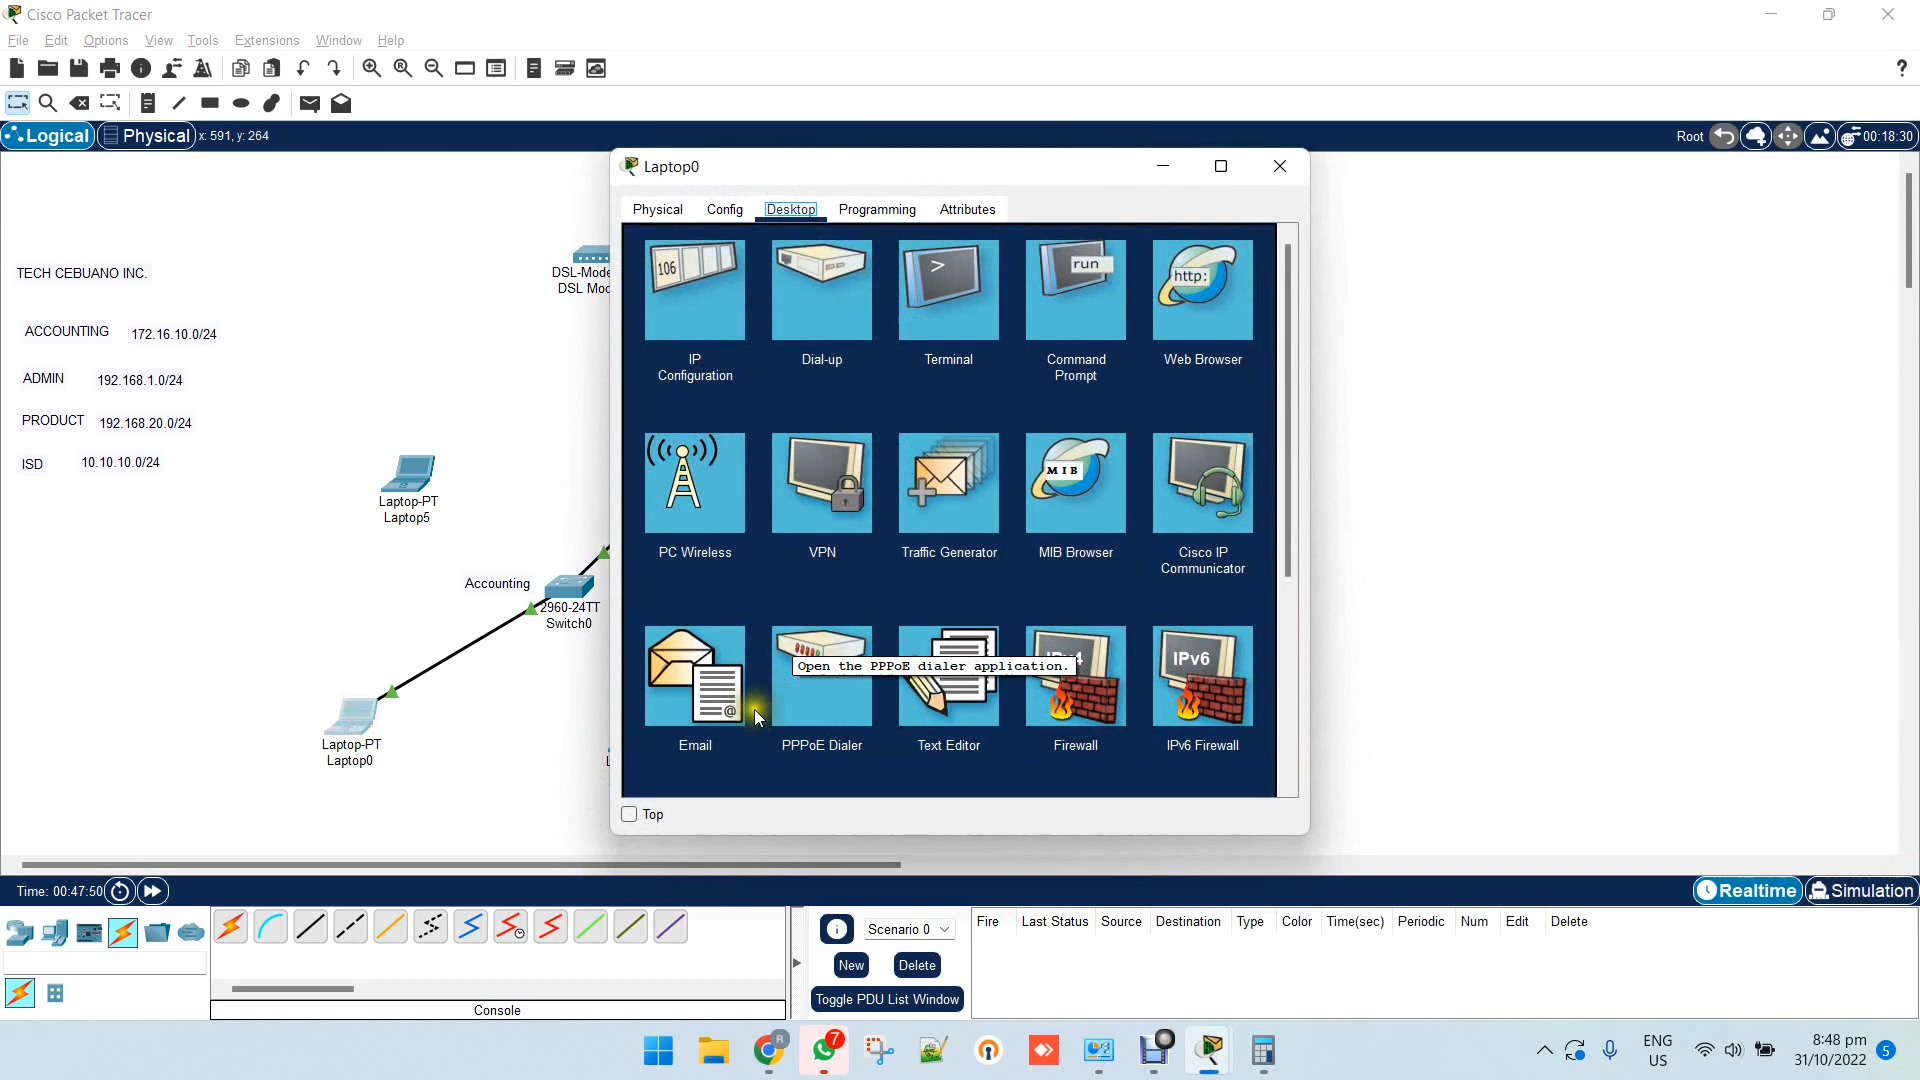 Cisco Packet Tracer
File Edit Options View Tools Extensions Window Help
?
Logical Physical x: 591, y: 264 Root 00:18:30
Laptop0
Physical Config Desktop Programming Attributes
TECH CEBUANO INC.
ACCOUNTING 172.16.10.0/24
ADMIN 192.168.1.0/24
PRODUCT 192.168.20.0/24
ISD 10.10.10.0/24
DSL-Mode
DSL Mo
Laptop-PT
Laptop5
Accounting
2960-24TT
Switch0
Laptop-PT
Laptop0
106
>
run
http:
IP
Configuration
Dial-up
Terminal
Command
Prompt
Web Browser
MIB
PC Wireless
VPN
Traffic Generator
MIB Browser
Cisco IP
Communicator
IPv6
@
Open the PPPoE dialer application.
Email
PPPoE Dialer
Text Editor
Firewall
IPv6 Firewall
Top
Time: 00:47:50 Realtime Simulation
Scenario 0
New Delete
Toggle PDU List Window
Fire Last Status Source Destination Type Color Time(sec) Periodic Num Edit Delete
Console
R
7
ENG
US
8:48 pm
31/10/2022
5